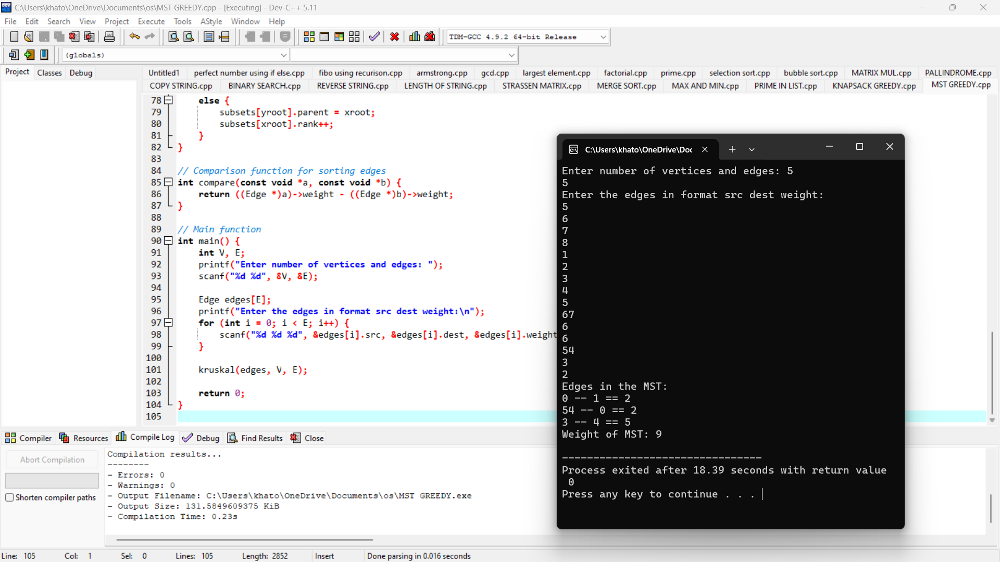 C:\Users\khato\OneDrive\Documents\os\MST GREEDY.cpp - [Executing] - Dev-C++ 5.11
File Edit Search View Project Execute Tools AStyle Window Help
TDM-GCC 4.9.2 64-bit Release
(globals)
Project Classes Debug
Untitled1 perfect number using if else.cpp fibo using recurison.cpp armstrong.cpp gcd.cpp largest element.cpp factorial.cpp prime.cpp selection sort.cpp bubble sort.cpp MATRIX MUL.cpp PALLINDROME.cpp
COPY STRING.cpp BINARY SEARCH.cpp REVERSE STRING.cpp LENGTH OF STRING.cpp STRASSEN MATRIX.cpp MERGE SORT.cpp MAX AND MIN.cpp PRIME IN LIST.cpp KNAPSACK GREEDY.cpp MST GREEDY.cpp
78 else {
79 subsets[yroot].parent = xroot;
80 subsets[xroot].rank++;
81 }
82 }
83
84 // Comparison function for sorting edges
85 int compare(const void *a, const void *b) {
86 return ((Edge *)a)->weight - ((Edge *)b)->weight;
87 }
88
89 // Main function
90 int main() {
91 int V, E;
92 printf("Enter number of vertices and edges: ");
93 scanf("%d %d", &V, &E);
94
95 Edge edges[E];
96 printf("Enter the edges in format src dest weight:\n");
97 for (int i = 0; i < E; i++) {
98 scanf("%d %d %d", &edges[i].src, &edges[i].dest, &edges[i].weight
99 }
100
101 kruskal(edges, V, E);
102
103 return 0;
104 }
105
C:\Users\khato\OneDrive\Doc
Enter number of vertices and edges: 5
5
Enter the edges in format src dest weight:
5
6
7
8
1
2
3
4
5
67
6
6
54
3
2
Edges in the MST:
0 -- 1 == 2
54 -- 0 == 2
3 -- 4 == 5
Weight of MST: 9
--------------------------------
Process exited after 18.39 seconds with return value
0
Press any key to continue . . .
Compiler Resources Compile Log Debug Find Results Close
Abort Compilation
Shorten compiler paths
Compilation results...
--------
- Errors: 0
- Warnings: 0
- Output Filename: C:\Users\khato\OneDrive\Documents\os\MST GREEDY.exe
- Output Size: 131.5849609375 KiB
- Compilation Time: 0.23s
Line: 105 Col: 1 Sel: 0 Lines: 105 Length: 2852 Insert Done parsing in 0.016 seconds